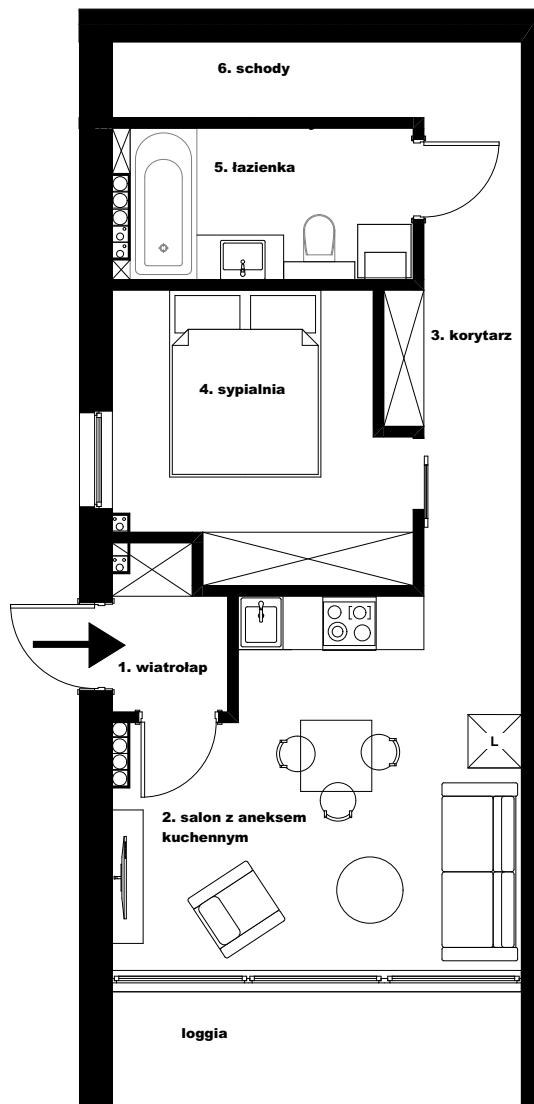 6. schody
5. łazienka
3. korytarz
4. sypialnia
1. wiatrołap
L
2. salon z aneksem
kuchennym
loggia